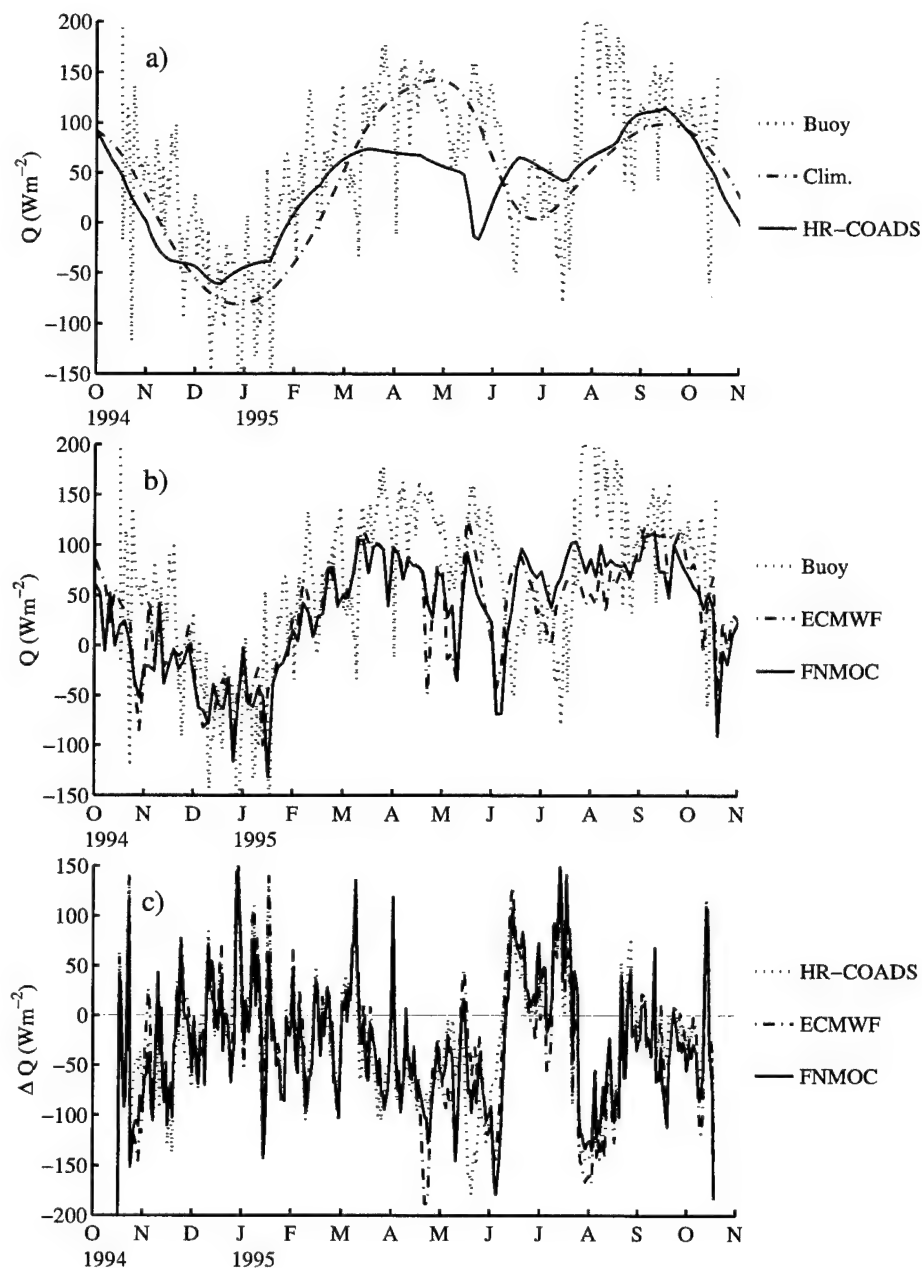 a)
200
150
100
50
0
−50
−100
−150
Q (Wm−2)
O N D J F M A M J J A S O N
1994 1995
Buoy
Clim.
HR−COADS
b)
200
150
100
50
0
−50
−100
−150
Q (Wm−2)
O N D J F M A M J J A S O N
1994 1995
Buoy
ECMWF
FNMOC
c)
150
100
50
0
−50
−100
−150
−200
Δ Q (Wm−2)
O N D J F M A M J J A S O N
1994 1995
HR−COADS
ECMWF
FNMOC